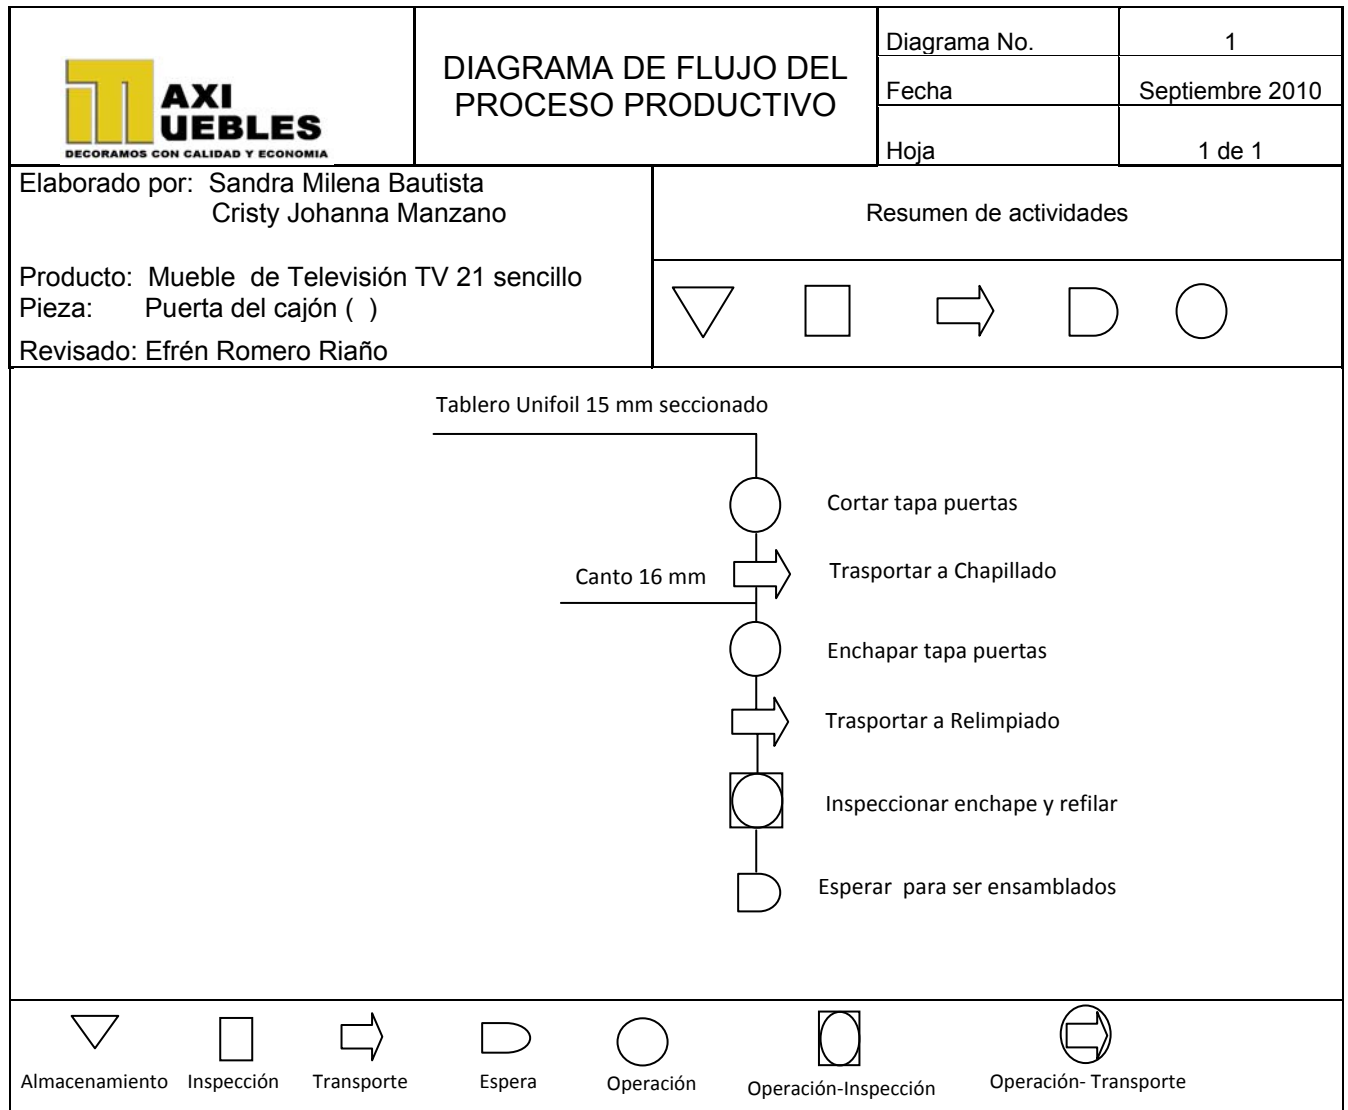 AXI
UEBLES
DECORAMOS CON CALIDAD Y ECONOMIA
DIAGRAMA DE FLUJO DEL
PROCESO PRODUCTIVO
Diagrama No. 1
Fecha Septiembre 2010
Hoja 1 de 1
Elaborado por: Sandra Milena Bautista
Cristy Johanna Manzano
Producto: Mueble de Televisión TV 21 sencillo
Pieza: Puerta del cajón ( )
Revisado: Efrén Romero Riaño
Resumen de actividades
Tablero Unifoil 15 mm seccionado
Cortar tapa puertas
Canto 16 mm
Trasportar a Chapillado
Enchapar tapa puertas
Trasportar a Relimpiado
Inspeccionar enchape y refilar
Esperar para ser ensamblados
Almacenamiento
Inspección
Transporte
Espera
Operación
Operación-Inspección
Operación- Transporte